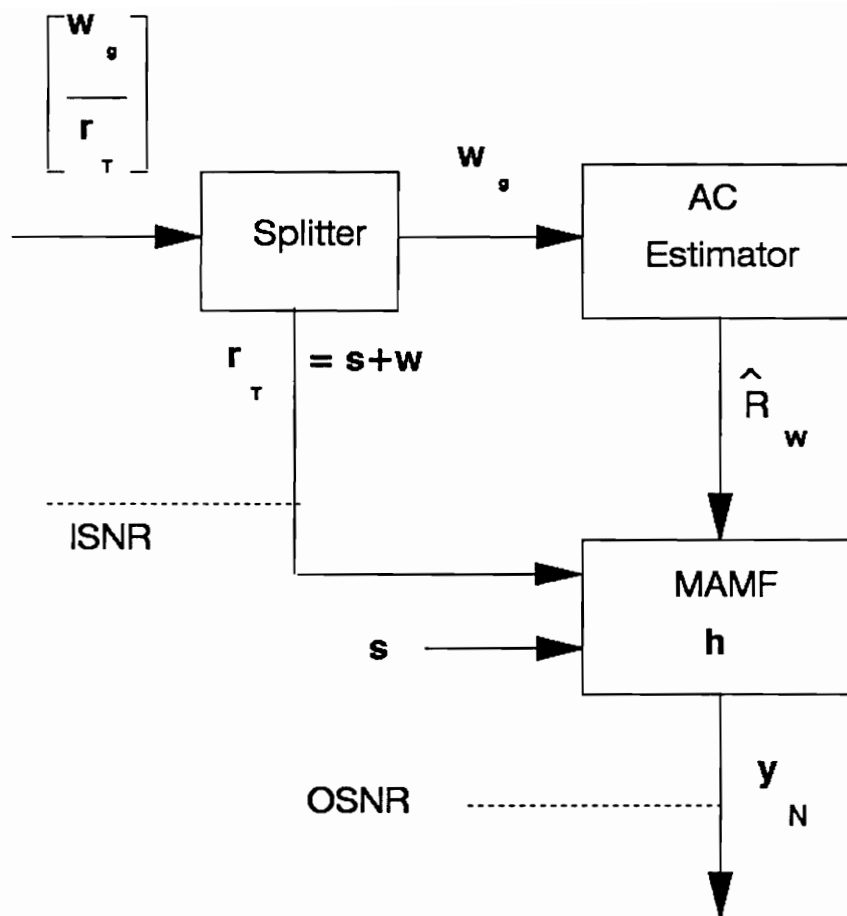 w g
r T
w g
Splitter
AC
Estimator
r T = s+w
^
R w
ISNR
MAMF
h
s
y N
OSNR